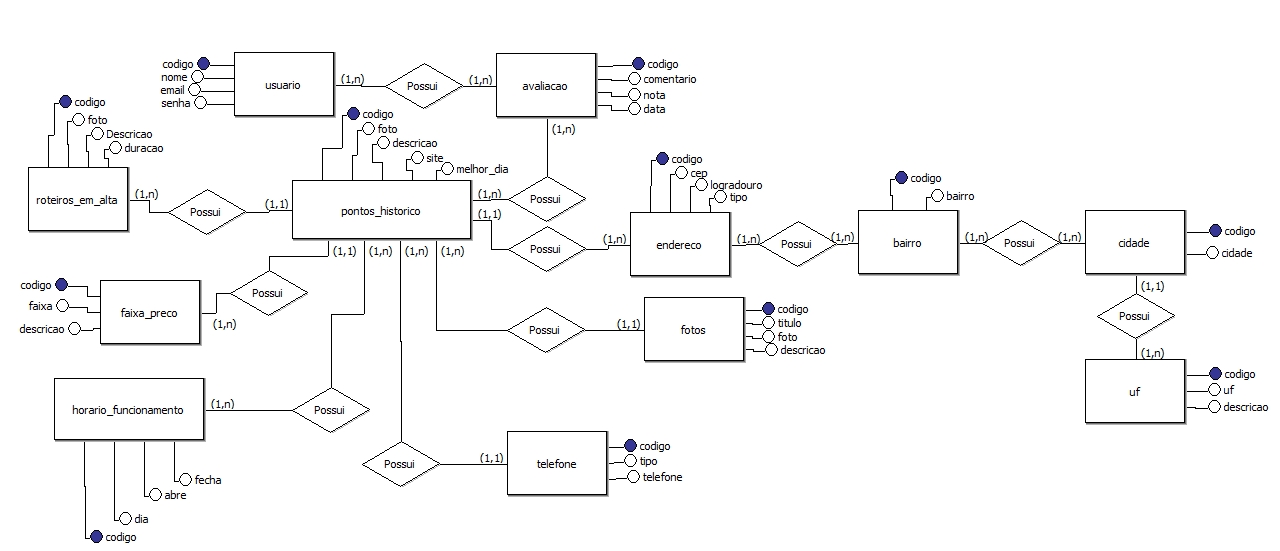 codigo
nome
email
senha
usuario
(1,n)
Possui
(1,n)
avaliacao
codigo
comentario
nota
data
(1,n)
codigo
foto
Descricao
duracao
roteiros_em_alta
(1,n)
Possui
(1,1)
codigo
foto
descricao
site
melhor_dia
pontos_historico
(1,n)
Possui
(1,1)
Possui
(1,n)
codigo
cep
logradouro
tipo
endereco
(1,n)
Possui
(1,n)
codigo
bairro
bairro
(1,n)
Possui
(1,n)
cidade
codigo
cidade
(1,1)
Possui
(1,n)
uf
codigo
uf
descricao
(1,1)
(1,n)
(1,n)
(1,n)
codigo
faixa
descricao
faixa_preco
Possui
(1,n)
Possui
(1,1)
fotos
codigo
titulo
foto
descricao
horario_funcionamento
(1,n)
Possui
fecha
abre
dia
codigo
Possui
(1,1)
telefone
codigo
tipo
telefone